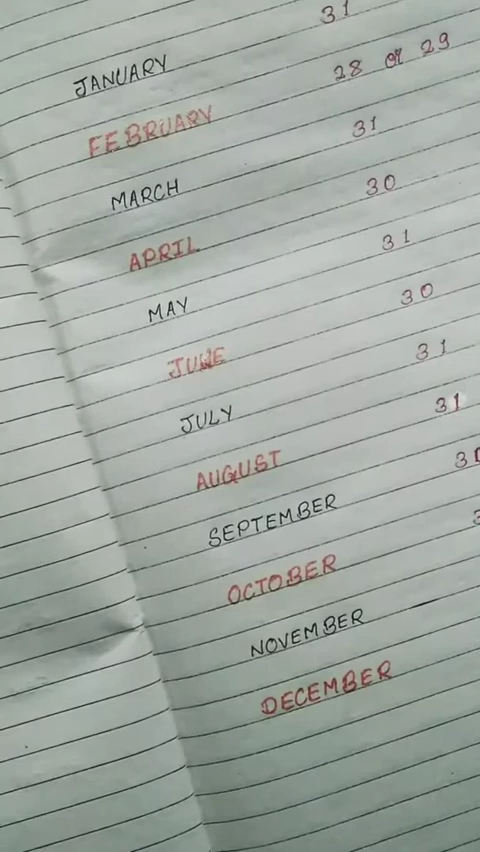 JANUARY 31
FEBRUARY 28 or 29
MARCH 31
APRIL 30
MAY 31
JUNE 30
JULY 31
AUGUST 31
SEPTEMBER
OCTOBER
NOVEMBER
DECEMBER